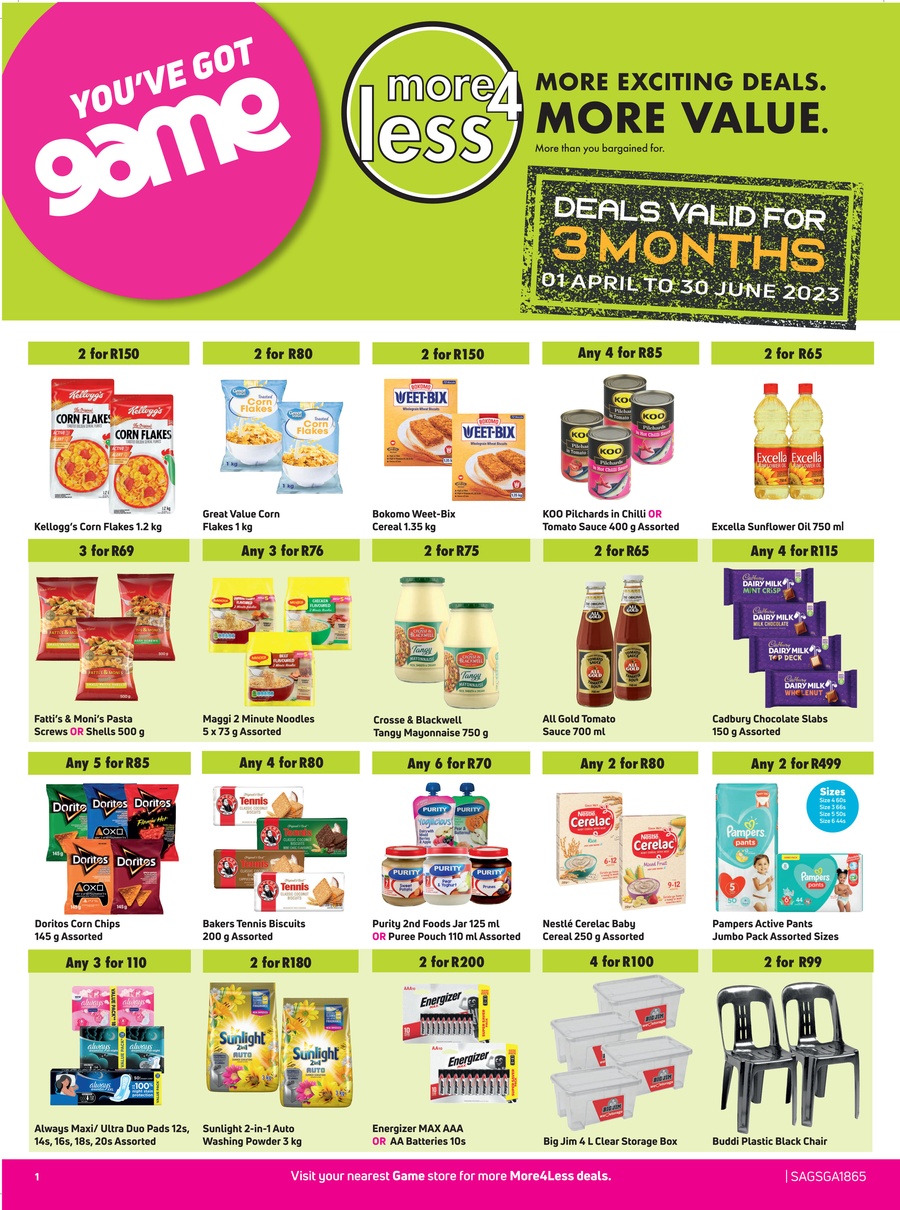 YOU'VE GOT
game
more4
less
MORE EXCITING DEALS.
MORE VALUE.
More than you bargained for.
DEALS VALID FOR
3 MONTHS
01 APRIL TO 30 JUNE 2023
2 for R150
Kellogg's Corn Flakes 1.2 kg
2 for R80
Great Value Corn
Flakes 1 kg
2 for R150
Bokomo Weet-Bix
Cereal 1.35 kg
Any 4 for R85
KOO Pilchards in Chilli OR
Tomato Sauce 400 g Assorted
2 for R65
Excella Sunflower Oil 750 ml
3 for R69
Fatti's & Moni's Pasta
Screws OR Shells 500 g
Any 3 for R76
Maggi 2 Minute Noodles
5 x 73 g Assorted
2 for R75
Crosse & Blackwell
Tangy Mayonnaise 750 g
2 for R65
All Gold Tomato
Sauce 700 ml
Any 4 for R115
Cadbury Chocolate Slabs
150 g Assorted
Any 5 for R85
Doritos Corn Chips
145 g Assorted
Any 4 for R80
Bakers Tennis Biscuits
200 g Assorted
Any 6 for R70
Purity 2nd Foods Jar 125 ml
OR Puree Pouch 110 ml Assorted
Any 2 for R80
Nestlé Cerelac Baby
Cereal 250 g Assorted
Any 2 for R499
Sizes
Size 4 60s
Size 3 66s
Size 5 50s
Size 6 44s
Pampers Active Pants
Jumbo Pack Assorted Sizes
Any 3 for 110
Always Maxi/ Ultra Duo Pads 12s,
14s, 16s, 18s, 20s Assorted
2 for R180
Sunlight 2-in-1 Auto
Washing Powder 3 kg
2 for R200
Energizer MAX AAA
OR AA Batteries 10s
4 for R100
Big Jim 4 L Clear Storage Box
2 for R99
Buddi Plastic Black Chair
1
Visit your nearest Game store for more More4Less deals.
SAGSGA1865